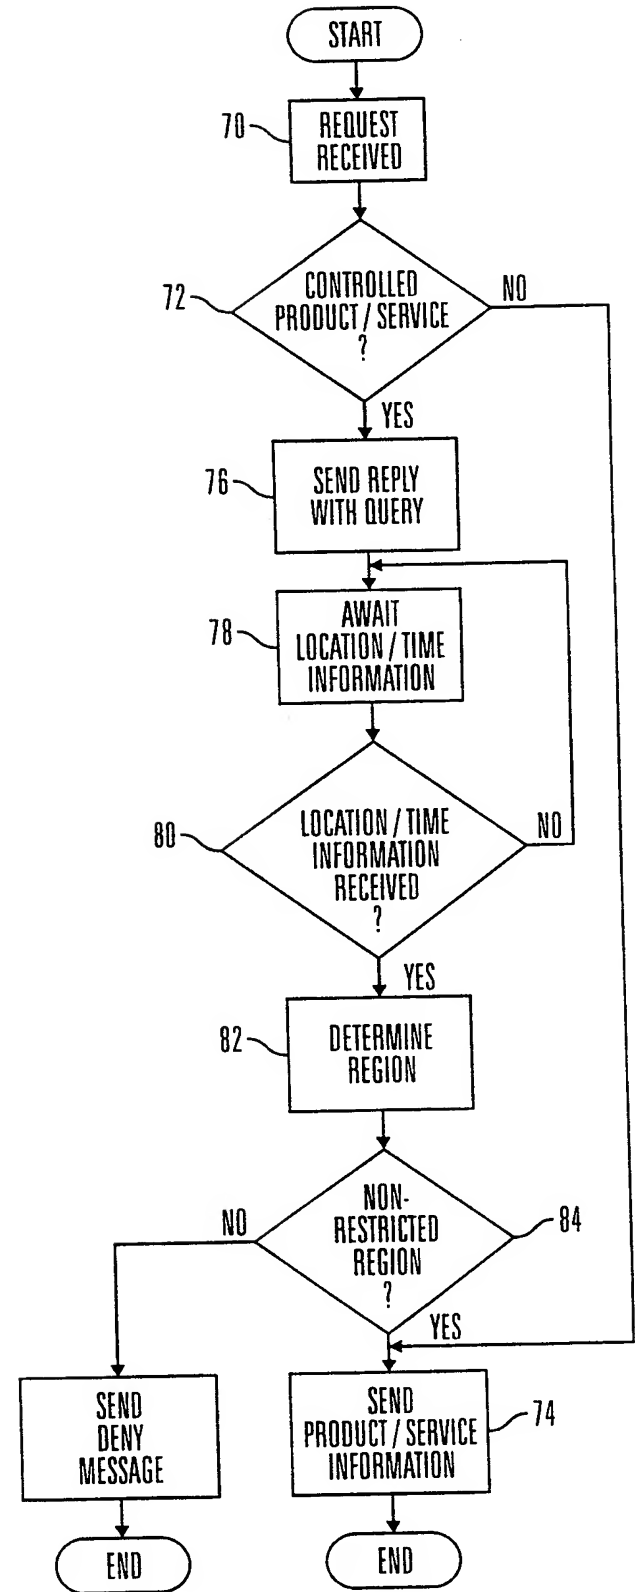 START
70
REQUEST
RECEIVED
72
CONTROLLED
PRODUCT / SERVICE
?
NO
YES
76
SEND REPLY
WITH QUERY
78
AWAIT
LOCATION / TIME
INFORMATION
80
LOCATION / TIME
INFORMATION
RECEIVED
?
NO
YES
82
DETERMINE
REGION
NON-
RESTRICTED
REGION
?
84
NO
YES
SEND
DENY
MESSAGE
SEND
PRODUCT / SERVICE
INFORMATION
74
END
END